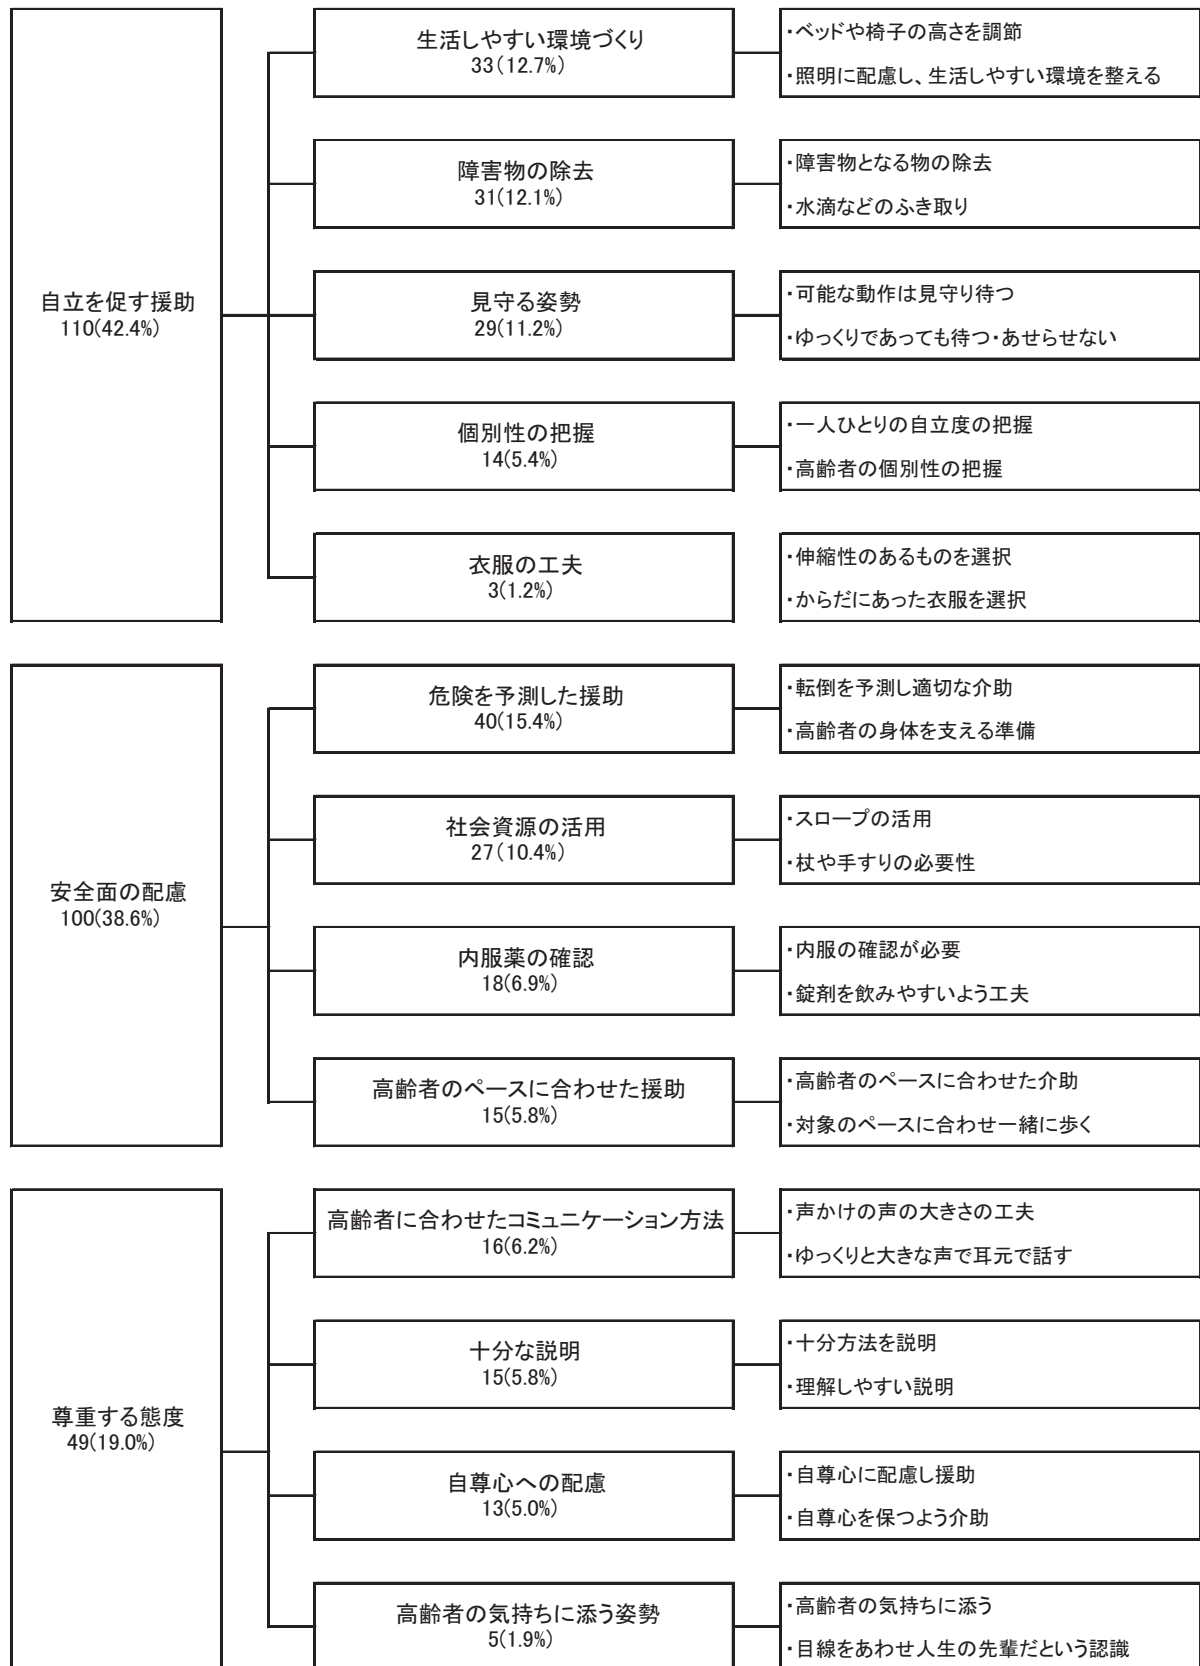 自立を促す援助
110(42.4%)
生活しやすい環境づくり
33(12.7%)
・ベッドや椅子の高さを調節
・照明に配慮し、生活しやすい環境を整える
障害物の除去
31(12.1%)
・障害物となる物の除去
・水滴などのふき取り
見守る姿勢
29(11.2%)
・可能な動作は見守り待つ
・ゆっくりであっても待つ・あせらせない
個別性の把握
14(5.4%)
・一人ひとりの自立度の把握
・高齢者の個別性の把握
衣服の工夫
3(1.2%)
・伸縮性のあるものを選択
・からだにあった衣服を選択
安全面の配慮
100(38.6%)
危険を予測した援助
40(15.4%)
・転倒を予測し適切な介助
・高齢者の身体を支える準備
社会資源の活用
27(10.4%)
・スロープの活用
・杖や手すりの必要性
内服薬の確認
18(6.9%)
・内服の確認が必要
・錠剤を飲みやすいよう工夫
高齢者のペースに合わせた援助
15(5.8%)
・高齢者のペースに合わせた介助
・対象のペースに合わせ一緒に歩く
尊重する態度
49(19.0%)
高齢者に合わせたコミュニケーション方法
16(6.2%)
・声かけの声の大きさの工夫
・ゆっくりと大きな声で耳元で話す
十分な説明
15(5.8%)
・十分方法を説明
・理解しやすい説明
自尊心への配慮
13(5.0%)
・自尊心に配慮し援助
・自尊心を保つよう介助
高齢者の気持ちに添う姿勢
5(1.9%)
・高齢者の気持ちに添う
・目線をあわせ人生の先輩だという認識